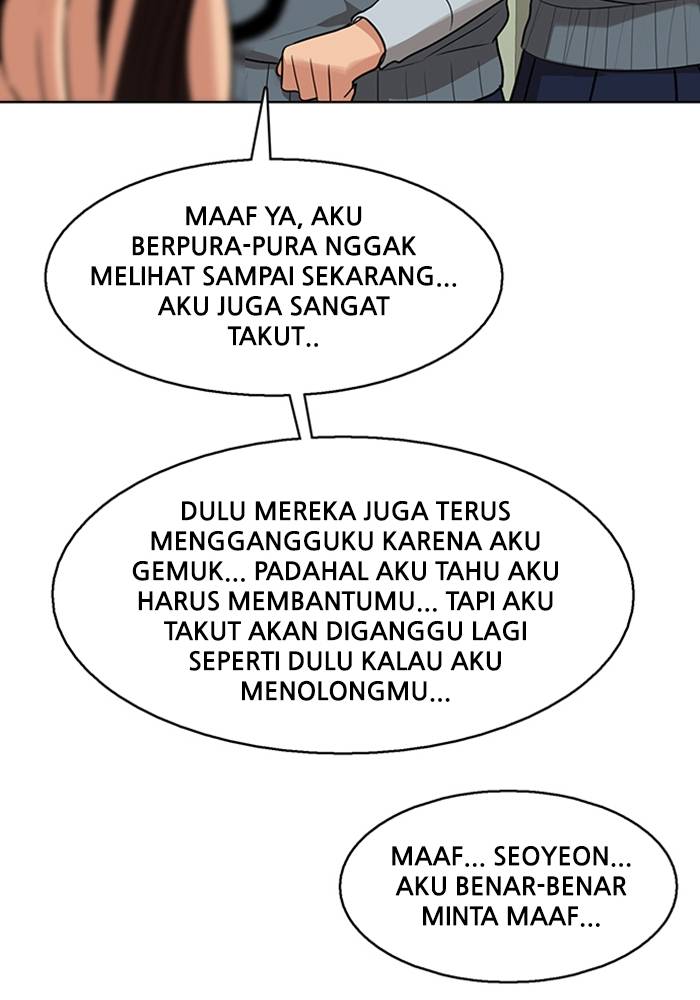 MAAF YA, AKU
BERPURA-PURA NGGAK
MELIHAT SAMPAI SEKARANG...
AKU JUGA SANGAT
TAKUT..
DULU MEREKA JUGA TERUS
MENGGANGGUKU KARENA AKU
GEMUK... PADAHAL AKU TAHU AKU
HARUS MEMBANTUMU... TAPI AKU
TAKUT AKAN DIGANGGU LAGI
SEPERTI DULU KALAU AKU
MENOLONGMU...
MAAF... SEOYEON...
AKU BENAR-BENAR
MINTA MAAF...